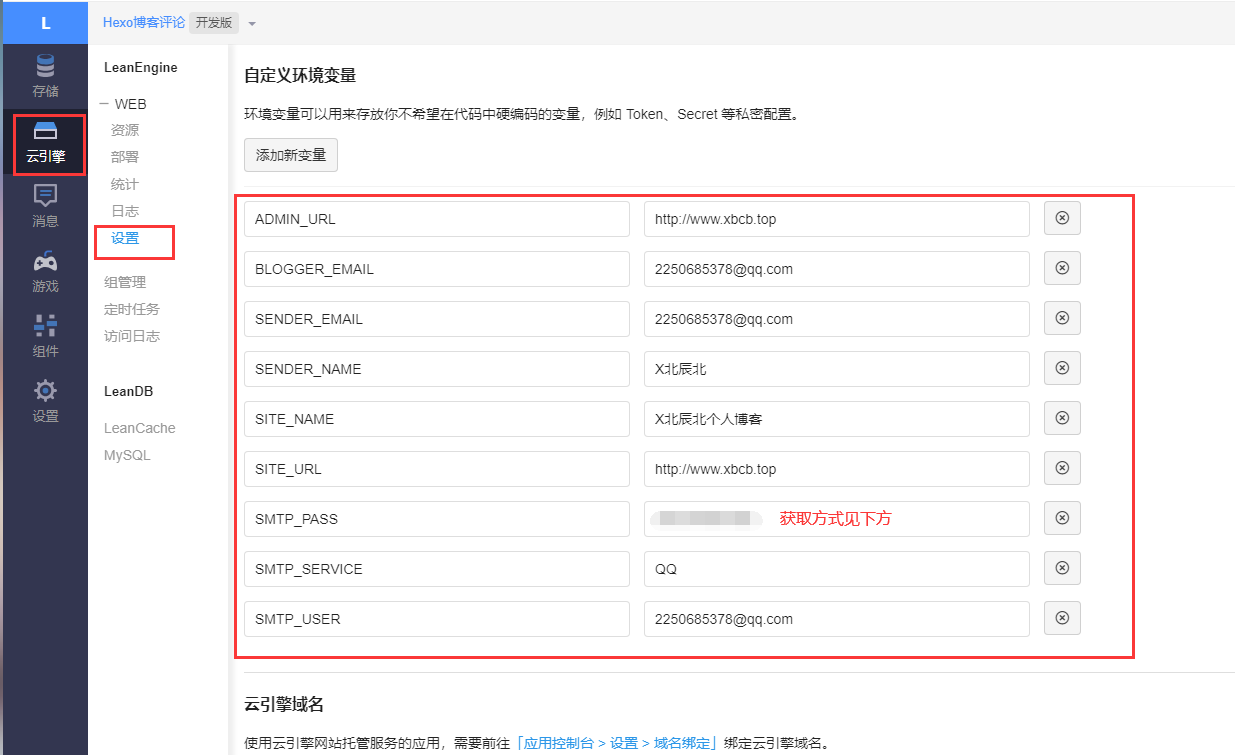 L
Hexo博客评论 开发版
存储
云引擎
消息
游戏
组件
设置
LeanEngine
WEB
资源
部署
统计
日志
设置
组管理
定时任务
访问日志
LeanDB
LeanCache
MySQL
自定义环境变量
环境变量可以用来存放你不希望在代码中硬编码的变量，例如 Token、Secret 等私密配置。
添加新变量
ADMIN_URL http://www.xbcb.top
BLOGGER_EMAIL 2250685378@qq.com
SENDER_EMAIL 2250685378@qq.com
SENDER_NAME X北辰北
SITE_NAME X北辰北个人博客
SITE_URL http://www.xbcb.top
SMTP_PASS 获取方式见下方
SMTP_SERVICE QQ
SMTP_USER 2250685378@qq.com
云引擎域名
使用云引擎网站托管服务的应用，需要前往「应用控制台 > 设置 > 域名绑定」绑定云引擎域名。